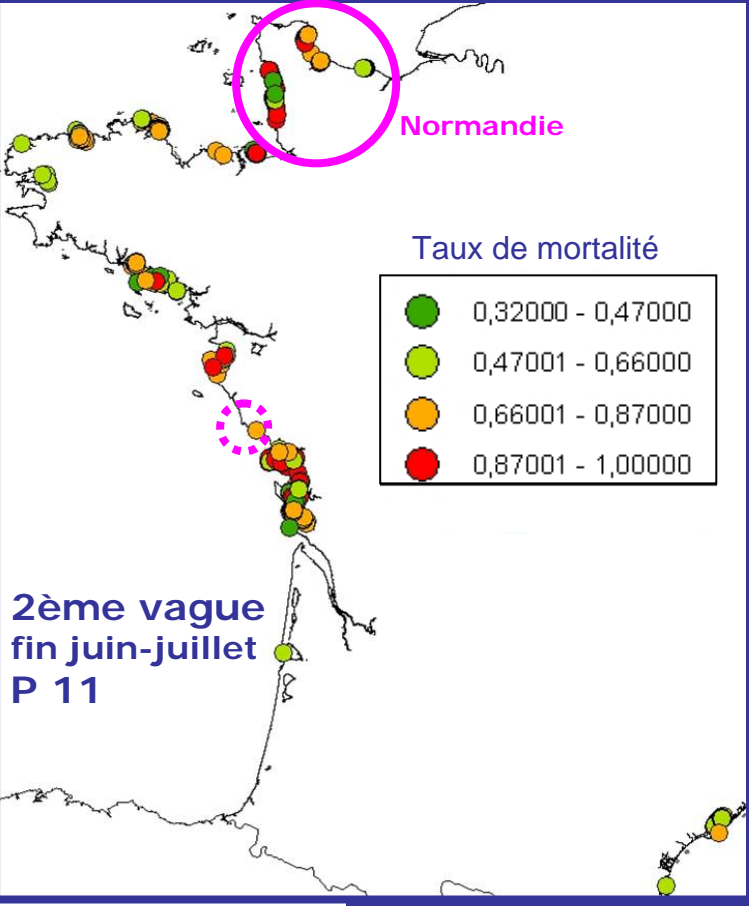 Normandie
Taux de mortalité
0,32000 - 0,47000
0,47001 - 0,66000
0,66001 - 0,87000
0,87001 - 1,00000
2ème vague
fin juin-juillet
P 11